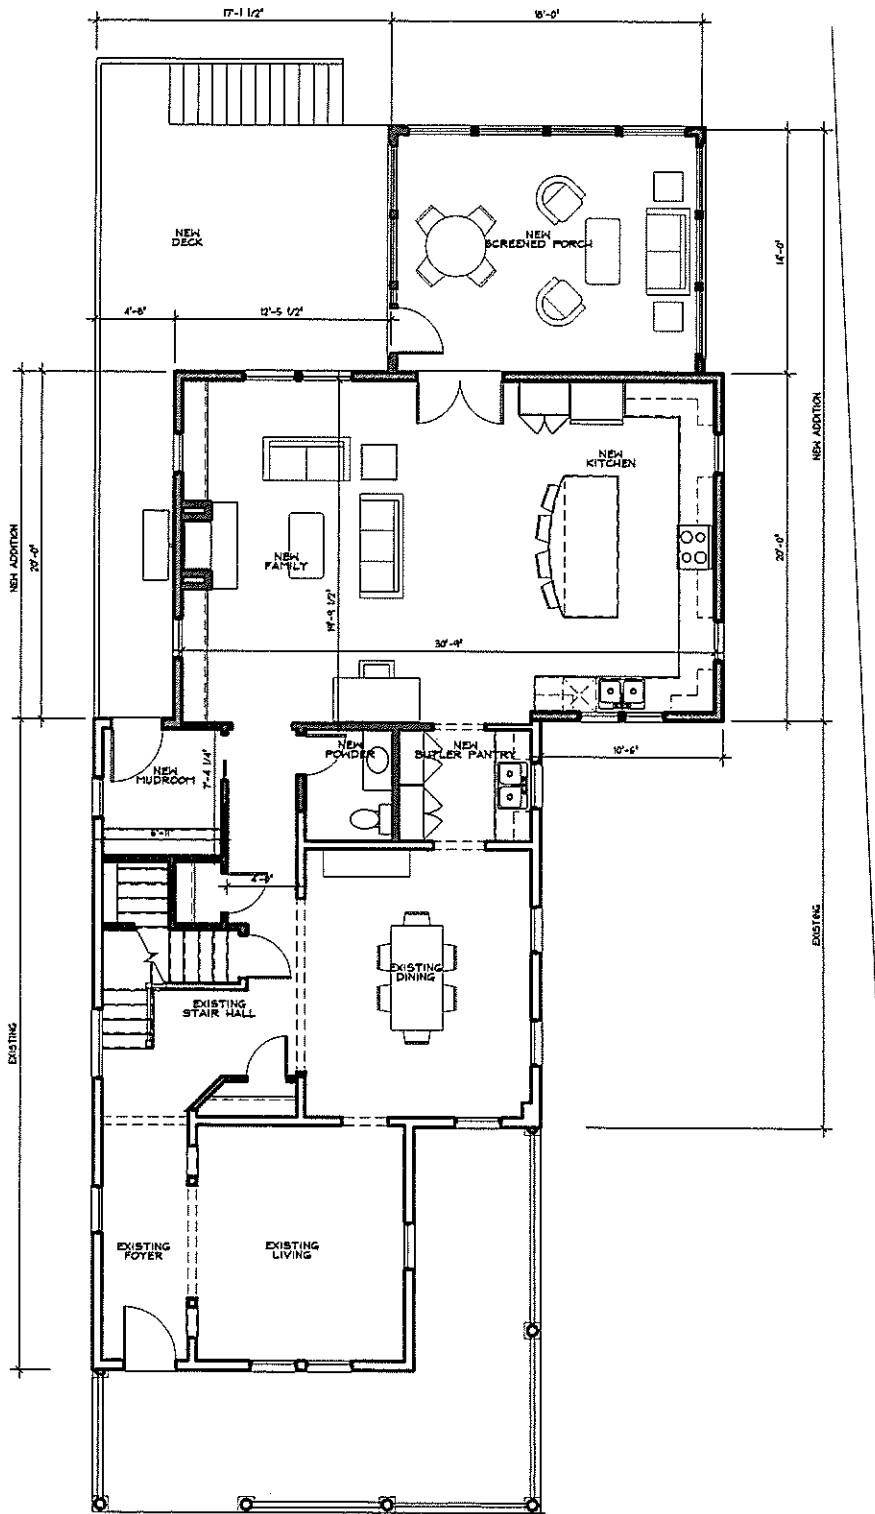 17'-1 1/2"
18'-0"
NEW
DECK
NEW
SCREENED PORCH
14'-0"
4'-8"
12'-5 1/2"
NEW ADDITION
NEW
KITCHEN
NEW ADDITION
20'-0"
NEW
FAMILY
20'-0"
19'-9 1/2"
30'-9"
NEW
MUDROOM
7'-4 1/4"
NEW
POWDER
NEW
BUTLER PANTRY
10'-6"
6'-11"
EXISTING
EXISTING
DINING
EXISTING
STAIR HALL
EXISTING
EXISTING
FOYER
EXISTING
LIVING